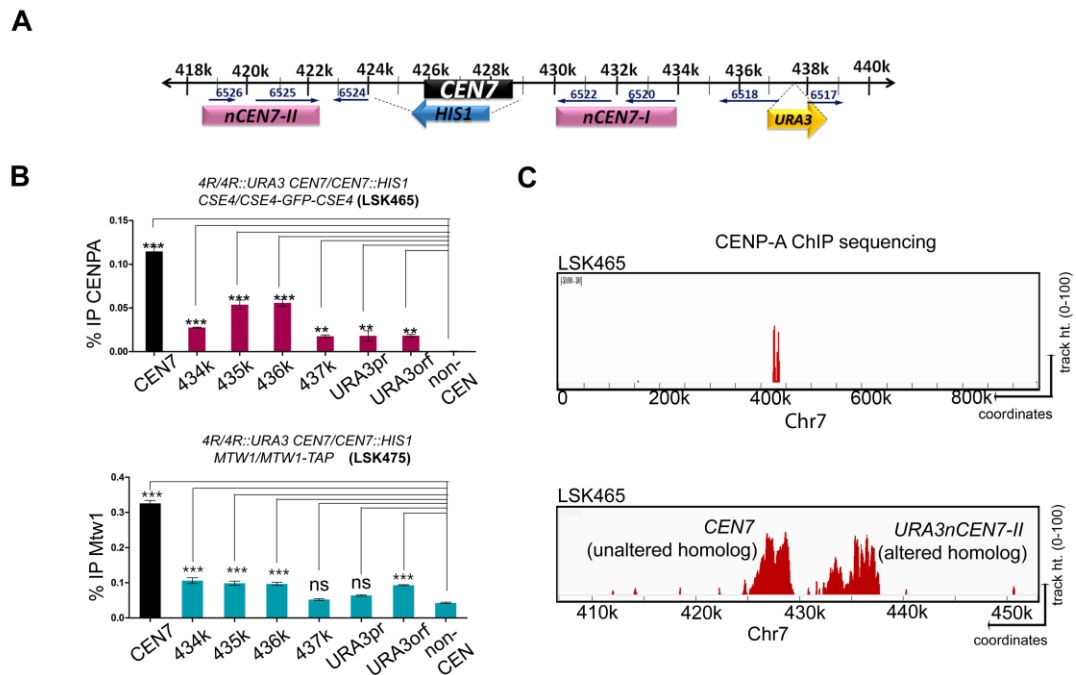 A
418k 420k 422k 424k 426k 428k 430k 432k 434k 436k 438k 440k
CEN7
6526 6525 6524 6522 6520 6518 6517
nCEN7-II HIS1 nCEN7-I URA3
B
4R/4R::URA3 CEN7/CEN7::HIS1
CSE4/CSE4-GFP-CSE4 (LSK465)
% IP CENPA
0.15
0.10
0.05
0.00
*** *** *** *** ** ** **
CEN7 434k 435k 436k 437k URA3pr URA3orf non-CEN
4R/4R::URA3 CEN7/CEN7::HIS1
MTW1/MTW1-TAP (LSK475)
% IP Mtw1
0.4
0.3
0.2
0.1
0.0
*** *** *** *** ns ns ***
CEN7 434k 435k 436k 437k URA3pr URA3orf non-CEN
C
CENP-A ChIP sequencing
LSK465
track ht. (0-100)
0 200k 400k 600k 800k
coordinates
Chr7
LSK465
CEN7
(unaltered homolog)
URA3nCEN7-II
(altered homolog)
track ht. (0-100)
410k 420k 430k 440k 450k
Chr7
coordinates